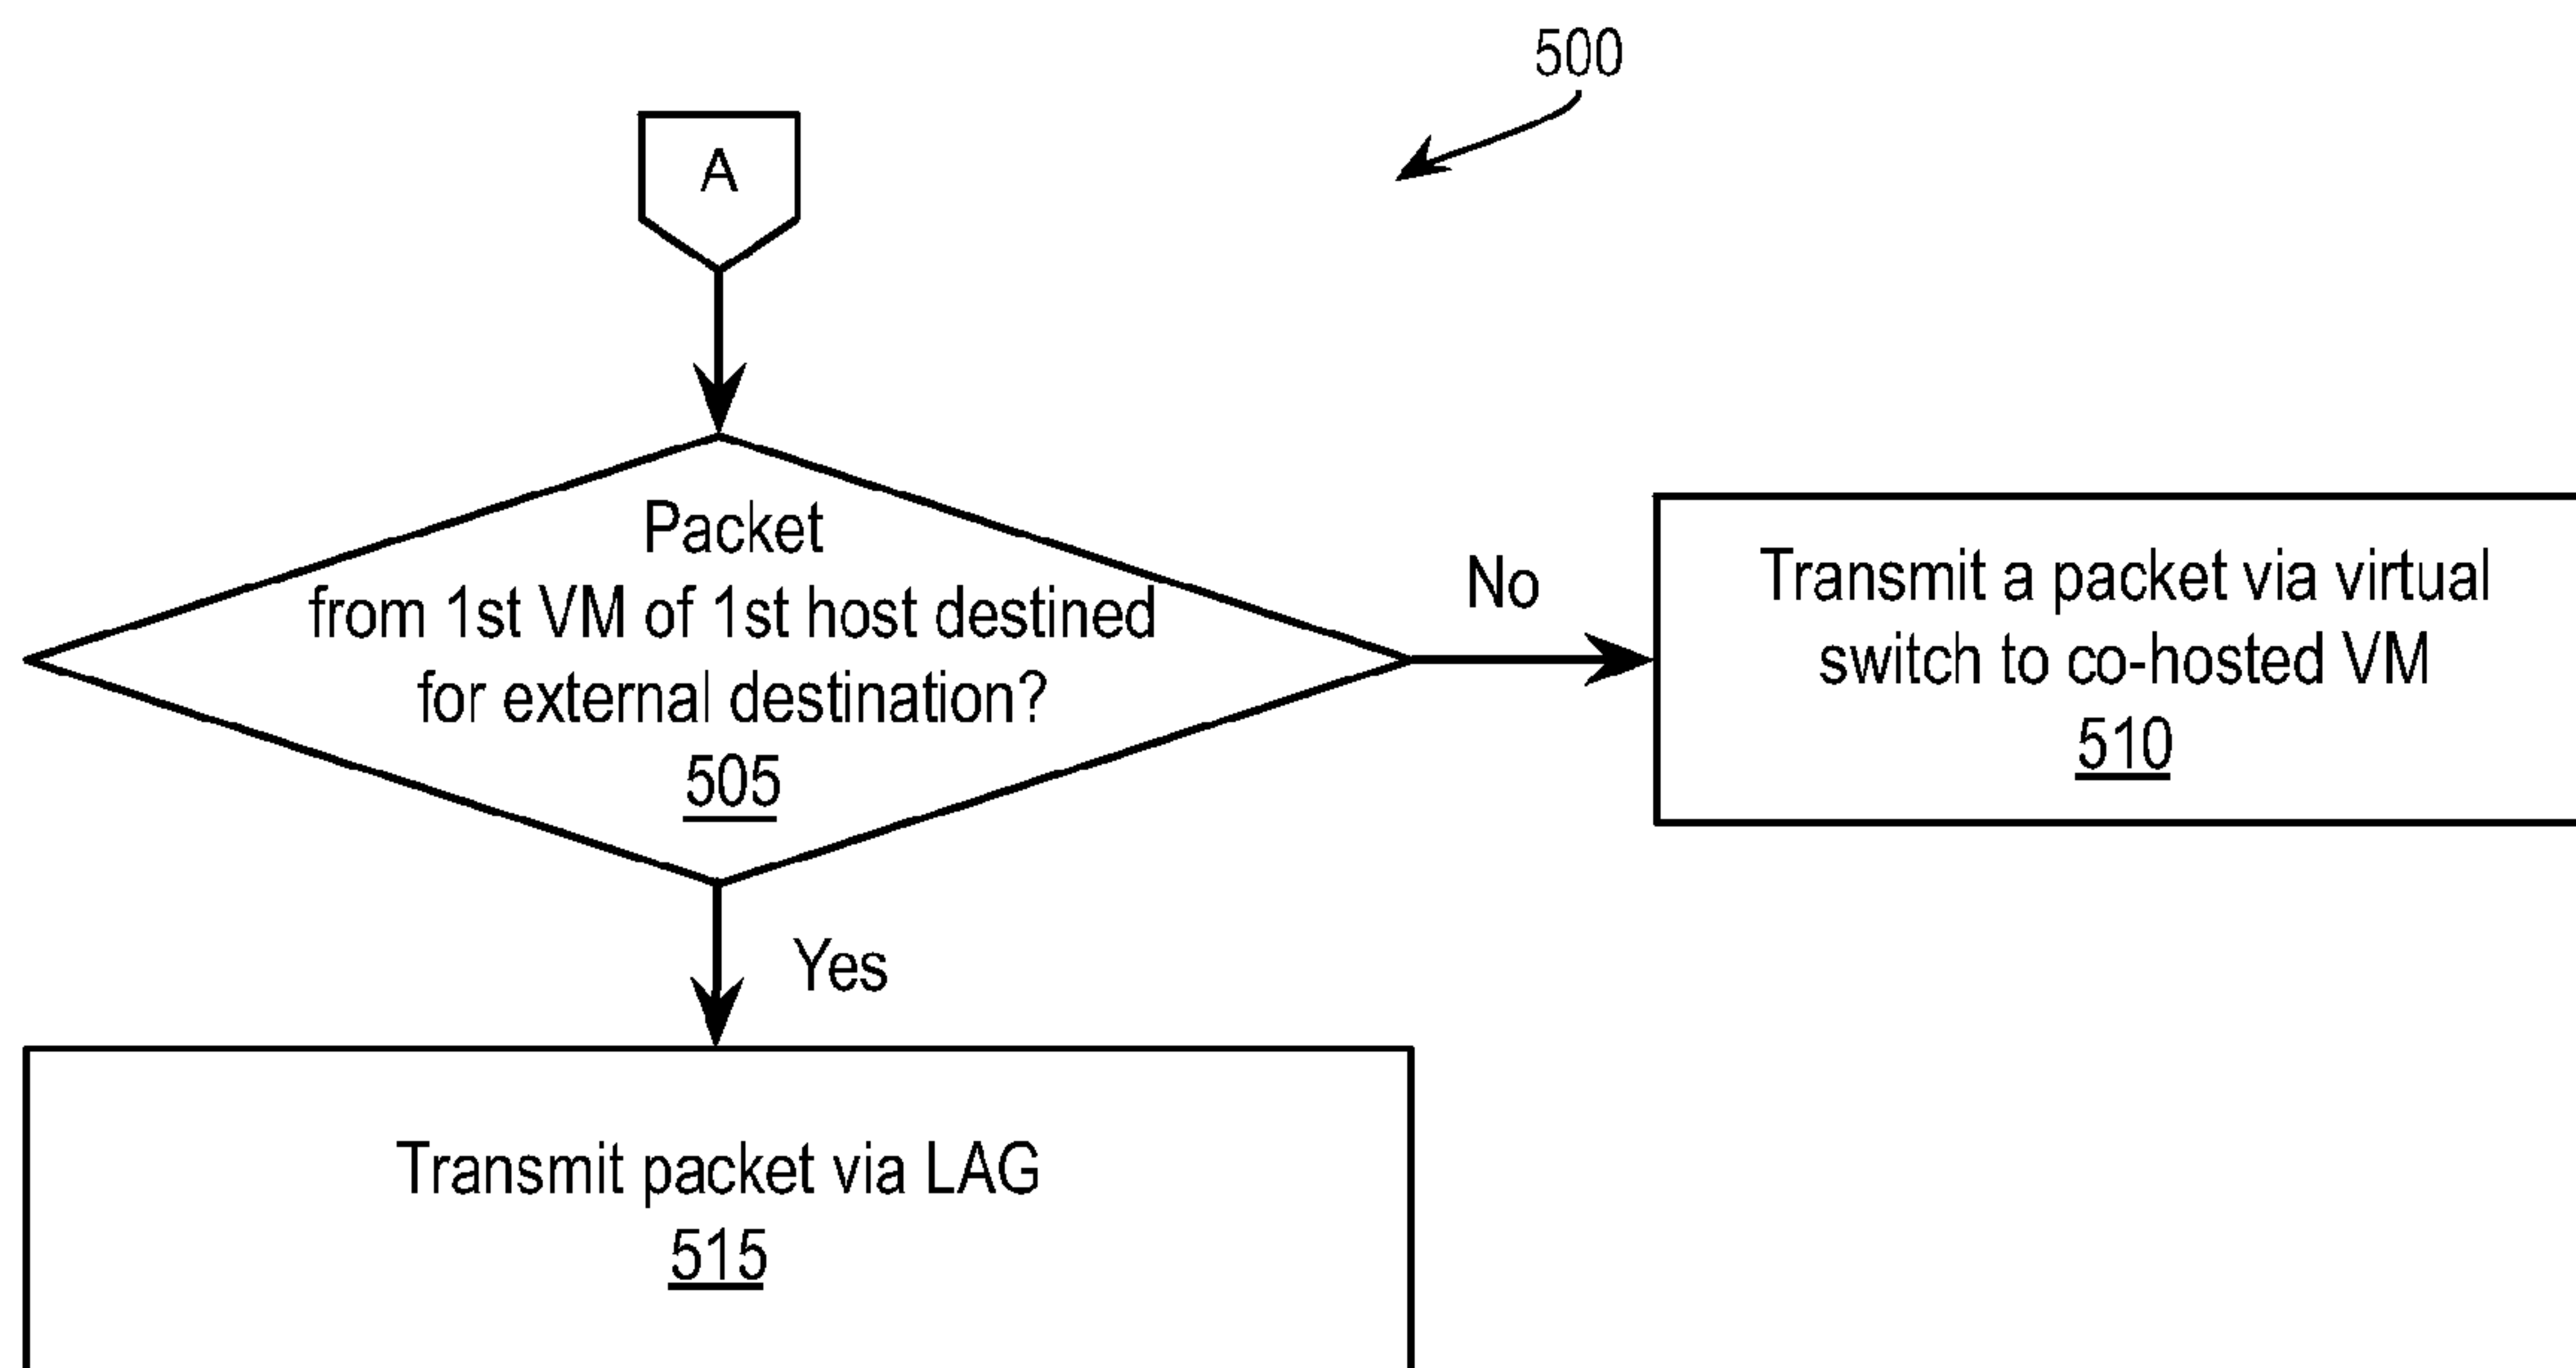 500
A
Packet
from 1st VM of 1st host destined
for external destination?
505
No
Transmit a packet via virtual
switch to co-hosted VM
510
Yes
Transmit packet via LAG
515